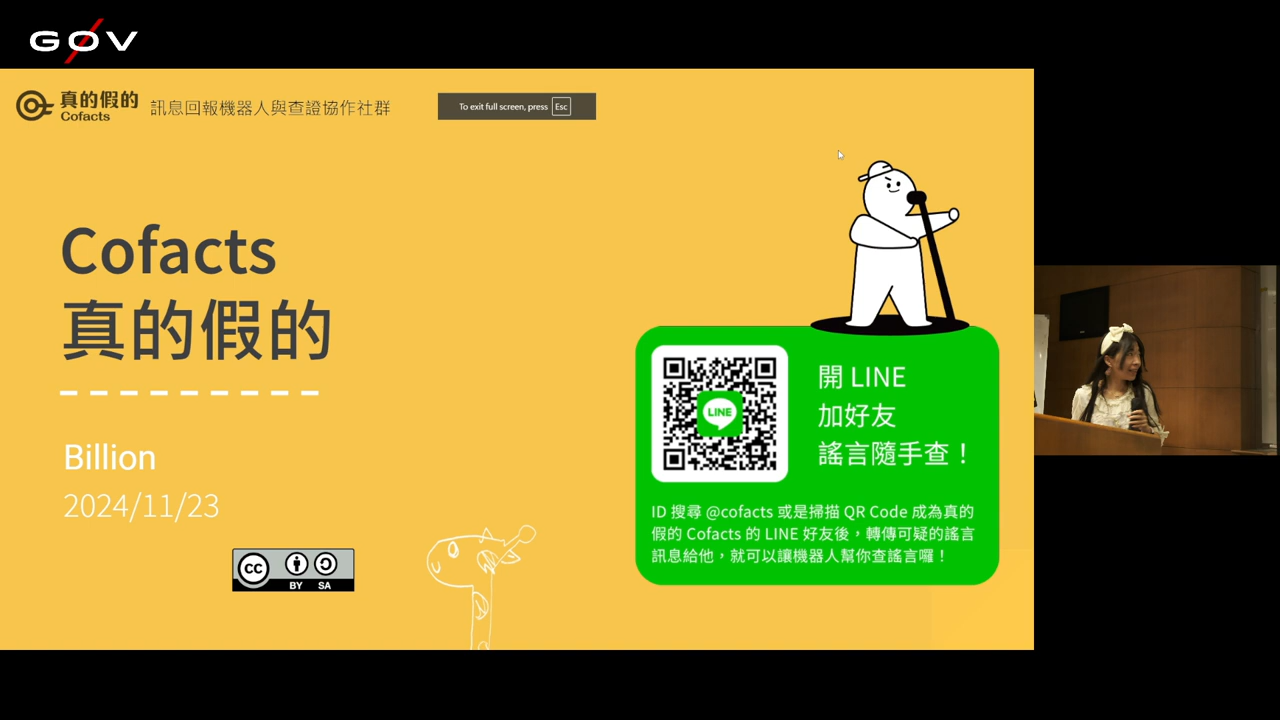 GØV
真的假的
Cofacts
訊息回報機器人與查證協作社群
To exit full screen, press Esc
Cofacts
真的假的
Billion
2024/11/23
cc
BY SA
LINE
開 LINE
加好友
謠言隨手查！
ID 搜尋 @cofacts 或是掃描 QR Code 成為真的
假的 Cofacts 的 LINE 好友後，轉傳可疑的謠言
訊息給他，就可以讓機器人幫你查謠言囉！